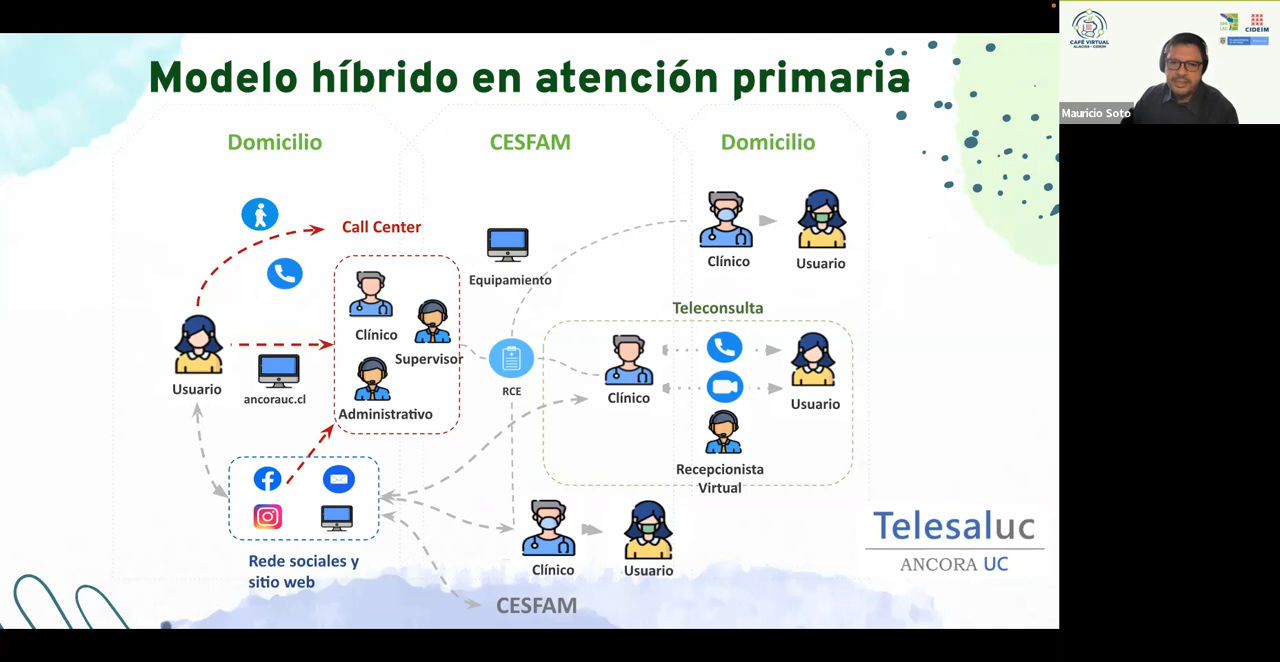 Modelo híbrido en atención primaria
Domicilio
CESFAM
Domicilio
Call Center
Equipamiento
Clínico
Usuario
Clínico
Supervisor
Administrativo
Usuario
ancorauc.cl
RCE
Teleconsulta
Clínico
Usuario
Recepcionista
Virtual
Rede sociales y
sitio web
Clínico
Usuario
CESFAM
Telesaluc
ANCORA UC
CAFÉ VIRTUAL
CIDEIM
Mauricio Soto